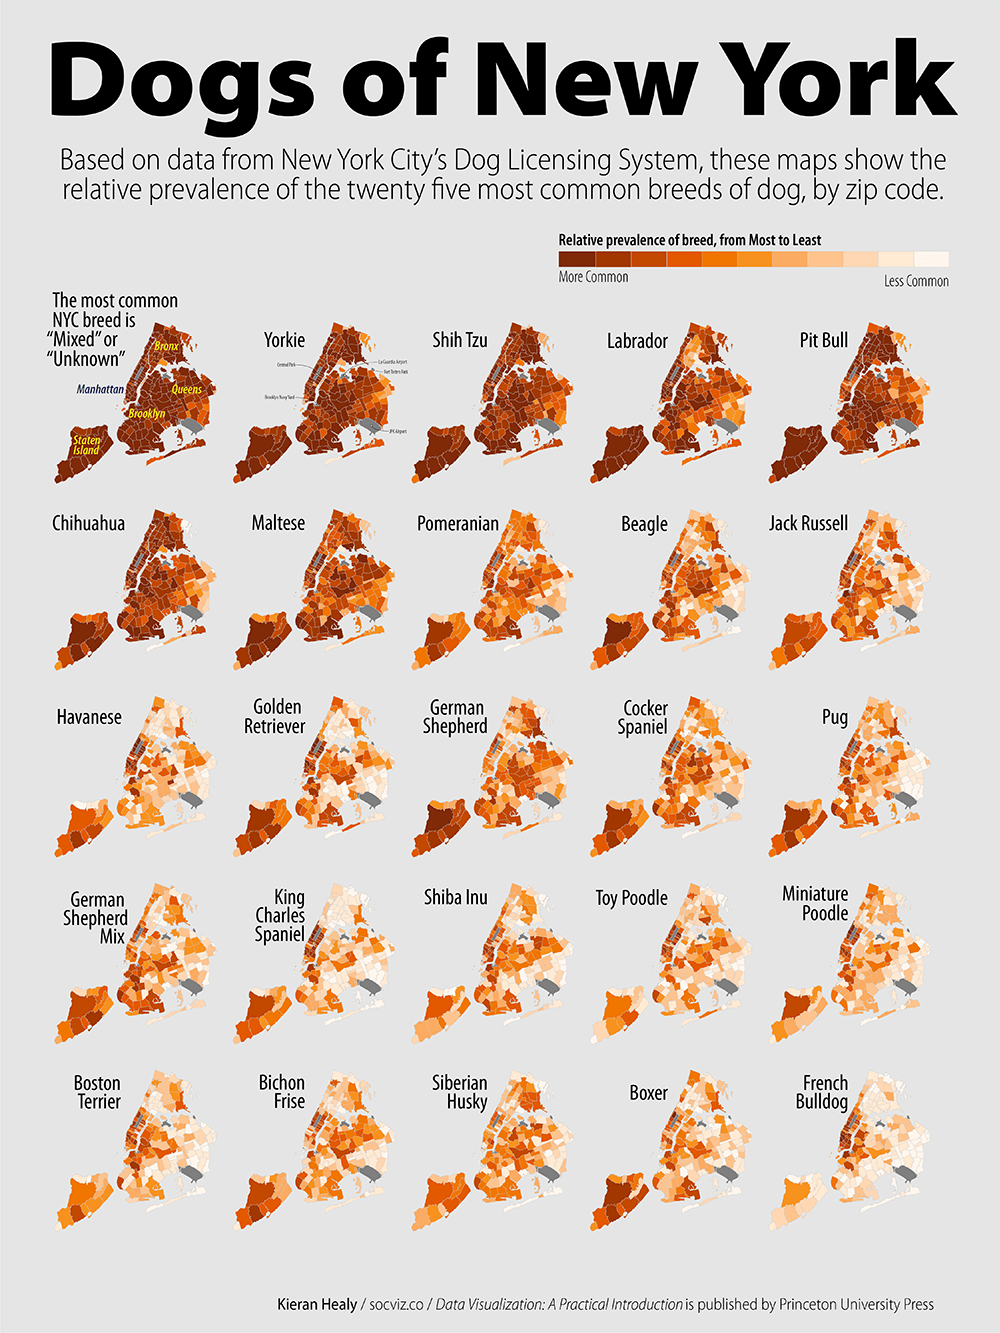 Dogs of New York
Based on data from New York City's Dog Licensing System, these maps show the
relative prevalence of the twenty five most common breeds of dog, by zip code.
Relative prevalence of breed, from Most to Least
More Common
Less Common
The most common
NYC breed is
“Mixed” or
“Unknown”
Bronx
Manhattan
Queens
Brooklyn
Staten
Island
Yorkie
Central Park
La Guardia Airport
Fort Totten Park
Brooklyn Navy Yard
JFK Airport
Shih Tzu
Labrador
Pit Bull
Chihuahua
Maltese
Pomeranian
Beagle
Jack Russell
Havanese
Golden
Retriever
German
Shepherd
Cocker
Spaniel
Pug
German
Shepherd
Mix
King
Charles
Spaniel
Shiba Inu
Toy Poodle
Miniature
Poodle
Boston
Terrier
Bichon
Frise
Siberian
Husky
Boxer
French
Bulldog
Kieran Healy / socviz.co / Data Visualization: A Practical Introduction is published by Princeton University Press